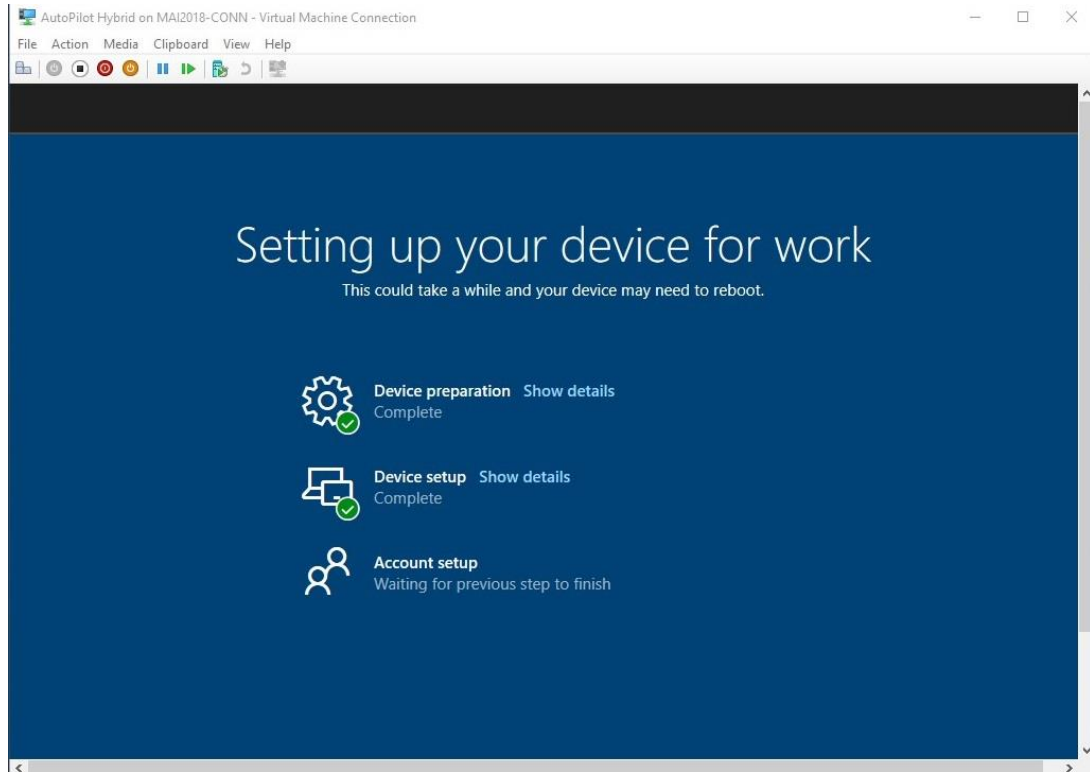 AutoPilot Hybrid on MAI2018-CONN - Virtual Machine Connection
File Action Media Clipboard View Help
Setting up your device for work
This could take a while and your device may need to reboot.
Device preparation Show details
Complete
Device setup Show details
Complete
Account setup
Waiting for previous step to finish